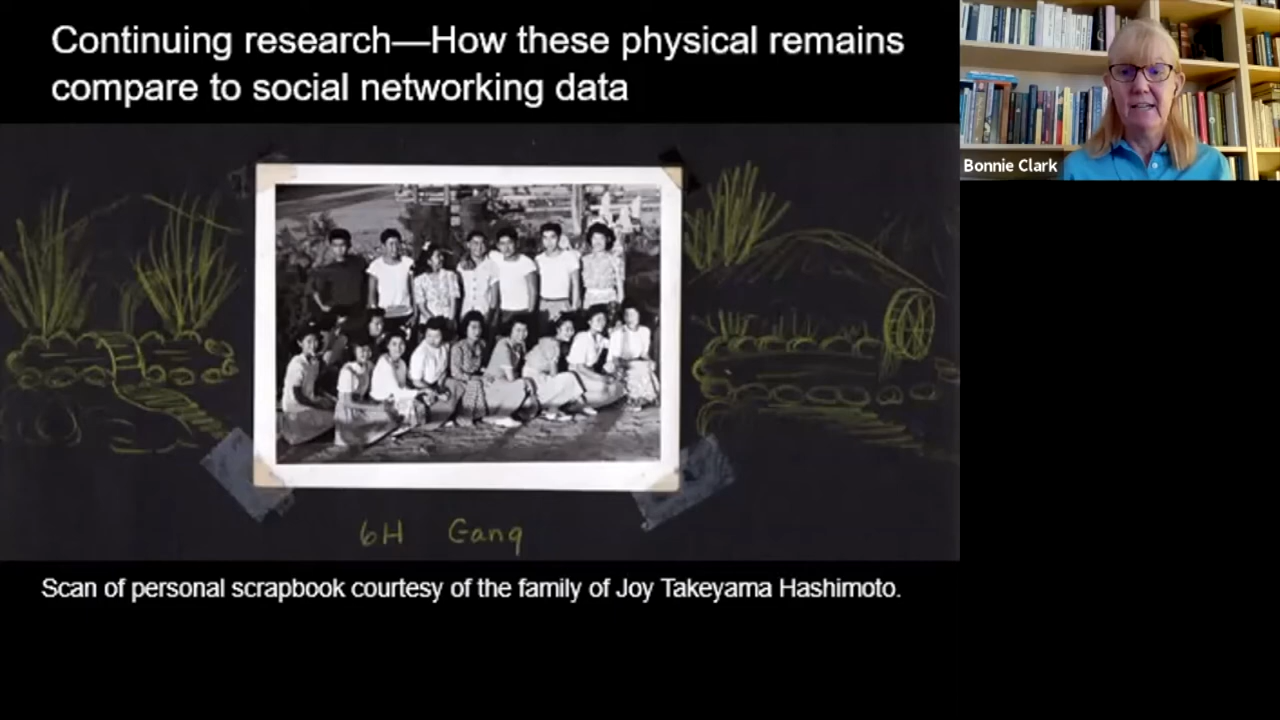 Continuing research—How these physical remains
compare to social networking data
Bonnie Clark
6H Gang
Scan of personal scrapbook courtesy of the family of Joy Takeyama Hashimoto.